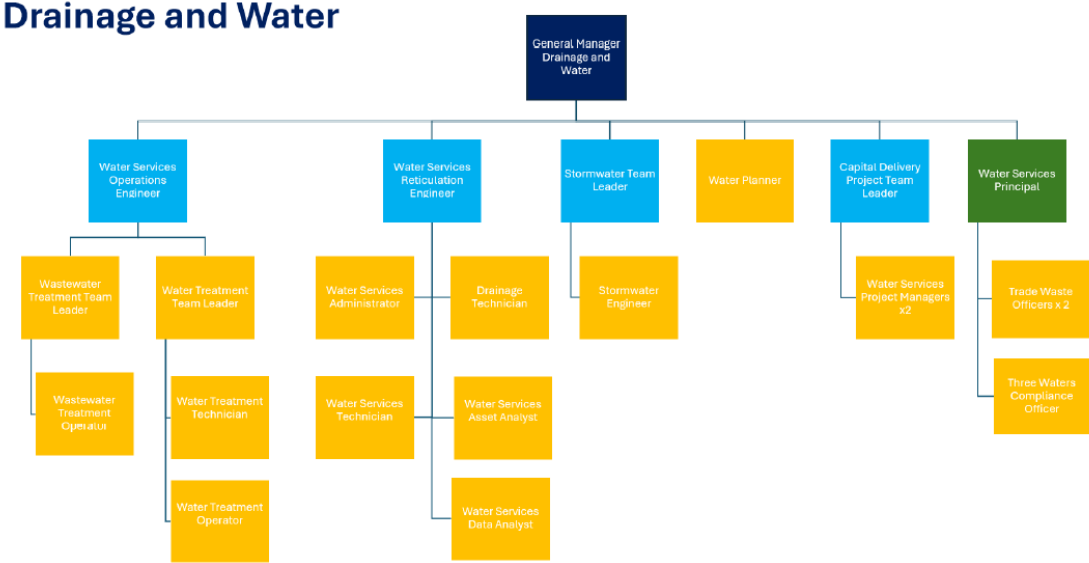 Drainage and Water
General Manager
Drainage and
Water
Water Services
Operations
Engineer
Water Services
Reticulation
Engineer
Stormwater Team
Leader
Water Planner
Capital Delivery
Project Team
Leader
Water Services
Principal
Wastewater
Treatment Team
Leader
Water Treatment
Team Leader
Water Services
Administrator
Drainage
Technician
Stormwater
Engineer
Water Services
Project Managers
x2
Trade Waste
Officers x 2
Wastewater
Treatment
Operator
Water Treatment
Technician
Water Services
Technician
Water Services
Asset Analyst
Three Waters
Compliance
Officer
Water Treatment
Operator
Water Services
Data Analyst